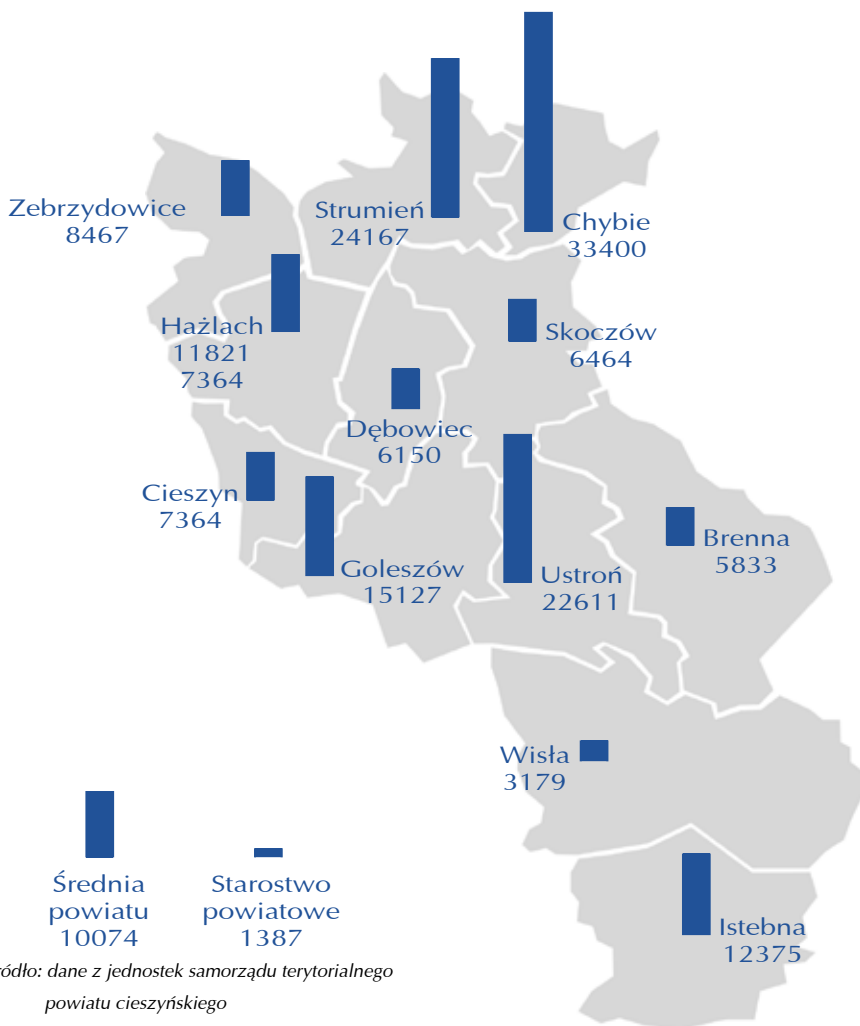 Zebrzydowice
8467
Strumień
24167
Chybie
33400
Hażlach
11821
7364
Skoczów
6464
Dębowiec
6150
Cieszyn
7364
Goleszów
15127
Ustroń
22611
Brenna
5833
Wisła
3179
Średnia
powiatu
10074
Starostwo
powiatowe
1387
Istebna
12375
ródło: dane z jednostek samorządu terytorialnego
powiatu cieszyńskiego